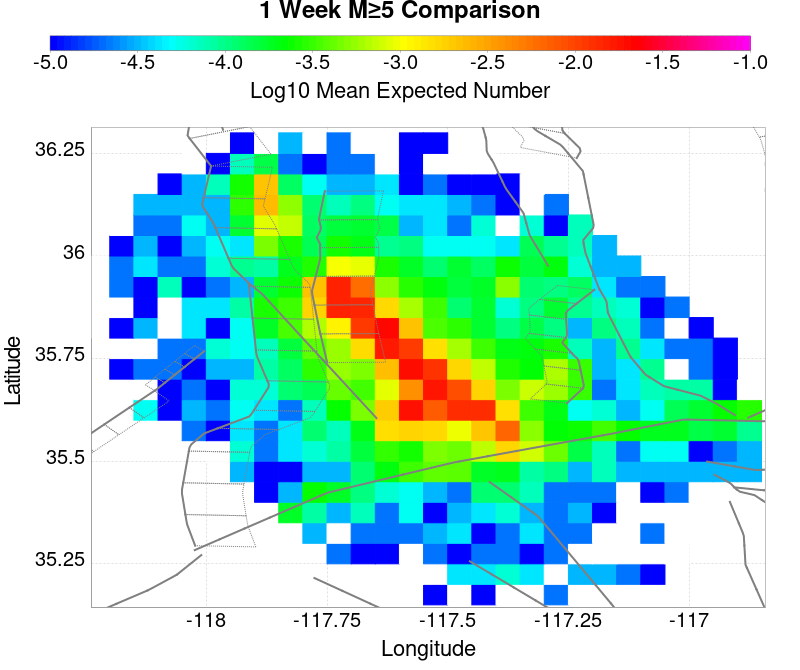 1 Week M≥5 Comparison
-5.0 -4.5 -4.0 -3.5 -3.0 -2.5 -2.0 -1.5 -1.0
Log10 Mean Expected Number
36.25
36
35.75
35.5
35.25
Latitude
-118 -117.75 -117.5 -117.25 -117
Longitude